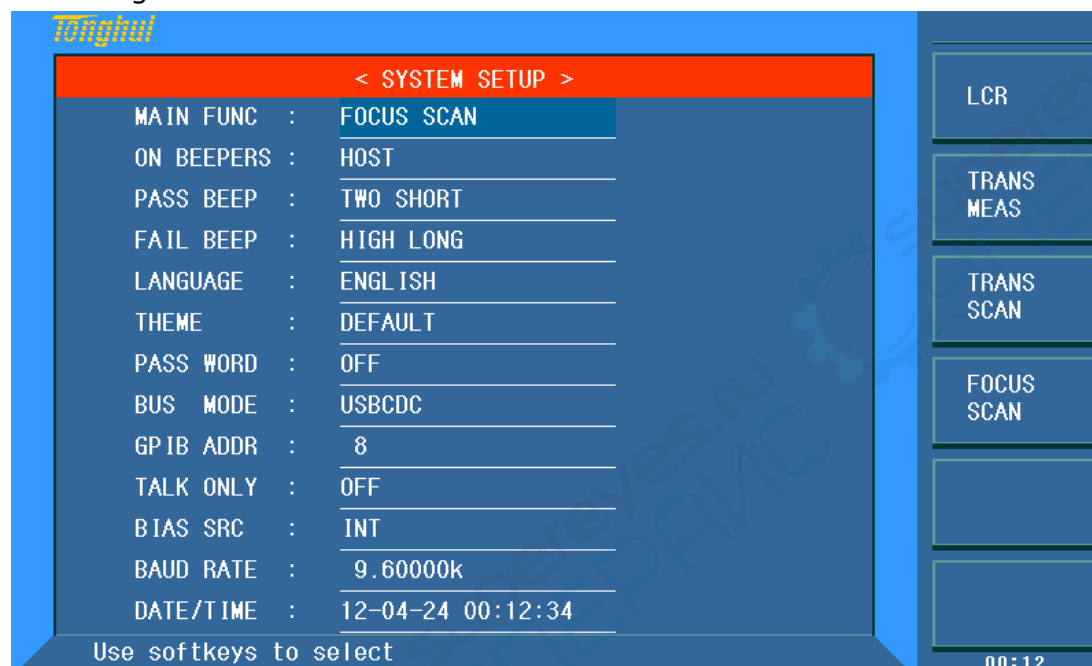 Tonghui
< SYSTEM SETUP >
MAIN FUNC : FOCUS SCAN
ON BEEPERS : HOST
PASS BEEP : TWO SHORT
FAIL BEEP : HIGH LONG
LANGUAGE : ENGLISH
THEME : DEFAULT
PASS WORD : OFF
BUS MODE : USBCDC
GPIB ADDR : 8
TALK ONLY : OFF
BIAS SRC : INT
BAUD RATE : 9.60000k
DATE/TIME : 12-04-24 00:12:34
Use softkeys to select
LCR
TRANS
MEAS
TRANS
SCAN
FOCUS
SCAN
00:12